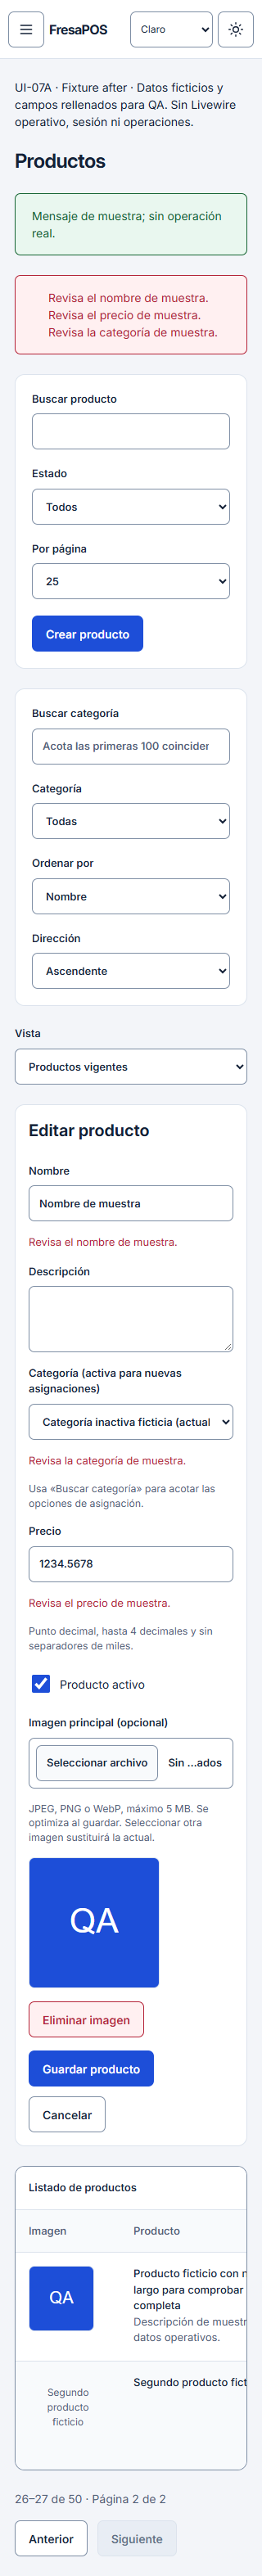 FresaPOS
Claro
UI-07A · Fixture after · Datos ficticios y
campos rellenados para QA. Sin Livewire
operativo, sesión ni operaciones.
Productos
Mensaje de muestra; sin operación
real.
Revisa el nombre de muestra.
Revisa el precio de muestra.
Revisa la categoría de muestra.
Buscar producto
Estado
Todos
Por página
25
Crear producto
Buscar categoría
Acota las primeras 100 coincider
Categoría
Todas
Ordenar por
Nombre
Dirección
Ascendente
Vista
Productos vigentes
Editar producto
Nombre
Nombre de muestra
Revisa el nombre de muestra.
Descripción
Categoría (activa para nuevas
asignaciones)
Categoría inactiva ficticia (actual
Revisa la categoría de muestra.
Usa «Buscar categoría» para acotar las
opciones de asignación.
Precio
1234.5678
Revisa el precio de muestra.
Punto decimal, hasta 4 decimales y sin
separadores de miles.
Producto activo
Imagen principal (opcional)
Seleccionar archivo Sin ...ados
JPEG, PNG o WebP, máximo 5 MB. Se
optimiza al guardar. Seleccionar otra
imagen sustituirá la actual.
QA
Eliminar imagen
Guardar producto
Cancelar
Listado de productos
Imagen Producto
QA
Producto ficticio con n
largo para comprobar
completa
Descripción de muestr
datos operativos.
Segundo
producto
ficticio
Segundo producto fict
26–27 de 50 · Página 2 de 2
Anterior Siguiente